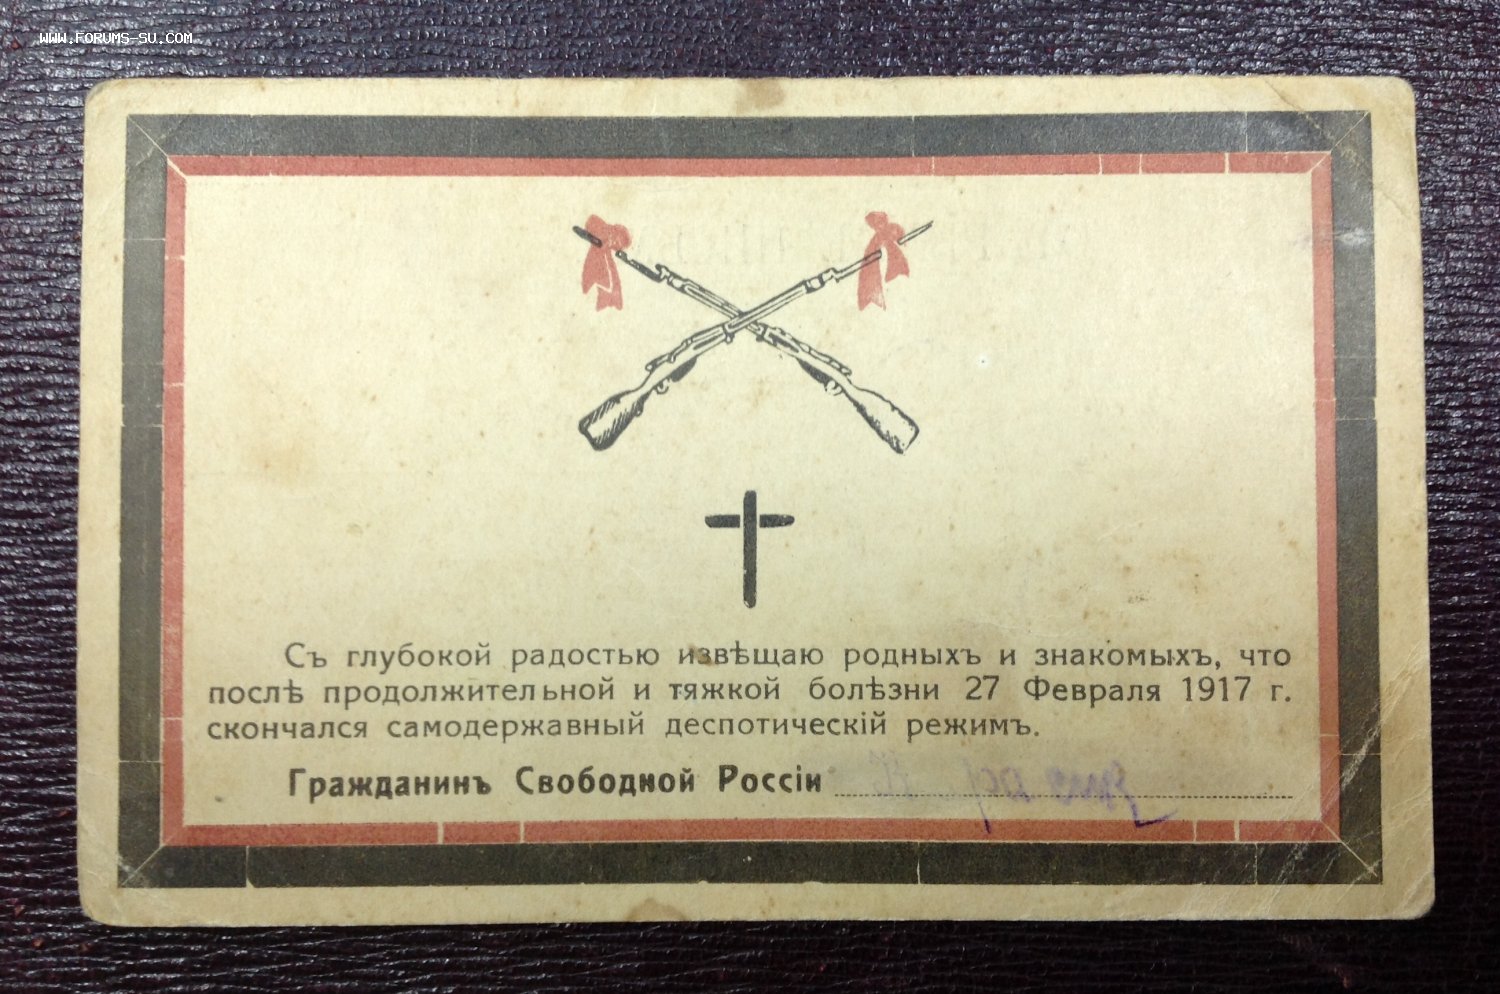 WWW.FORUMS-SU.COM
Съ глубокой радостью извѣщаю родныхъ и знакомыхъ, что
послѣ продолжительной и тяжкой болѣзни 27 Февраля 1917 г.
скончался самодержавный деспотическій режимъ.
Гражданинъ Свободной Россіи